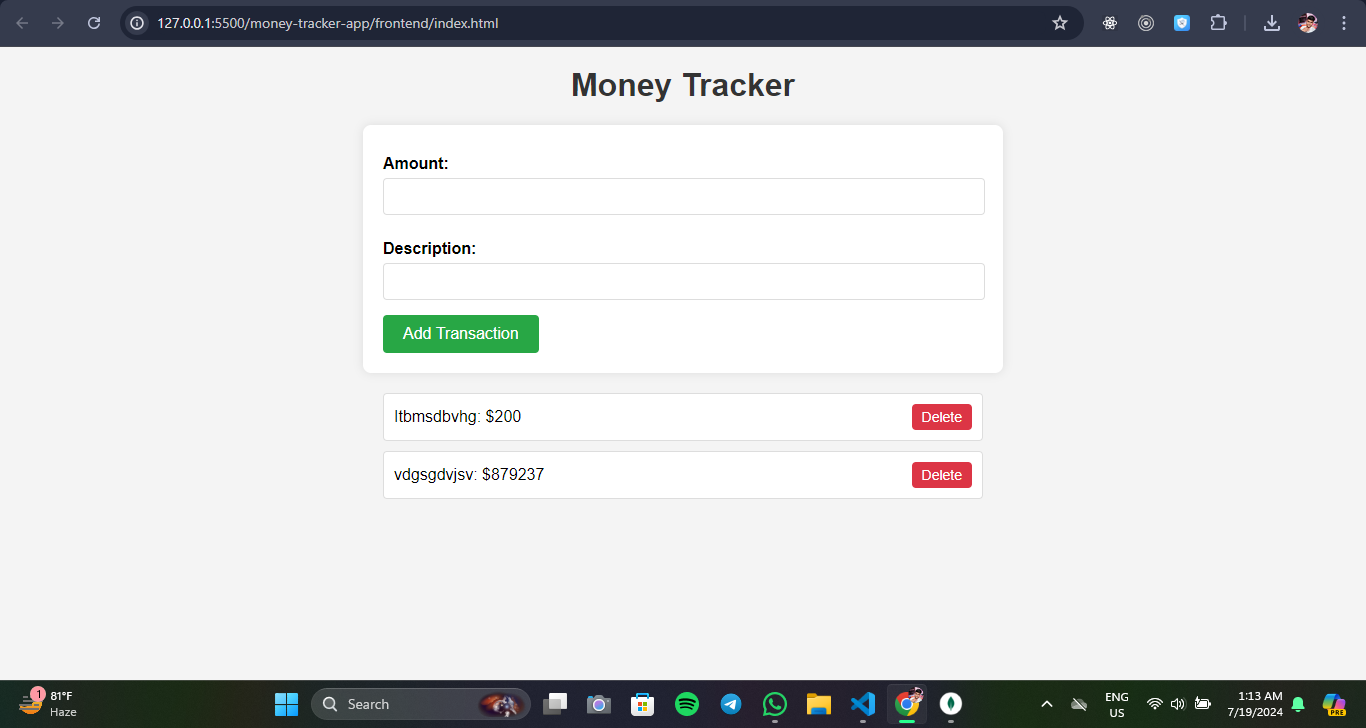 127.0.0.1:5500/money-tracker-app/frontend/index.html
Money Tracker
Amount:
Description:
Add Transaction
ltbmsdbvhg: $200
Delete
vdgsgdvjsv: $879237
Delete
1
81°F
Haze
Search
ENG
US
1:13 AM
7/19/2024
PRE